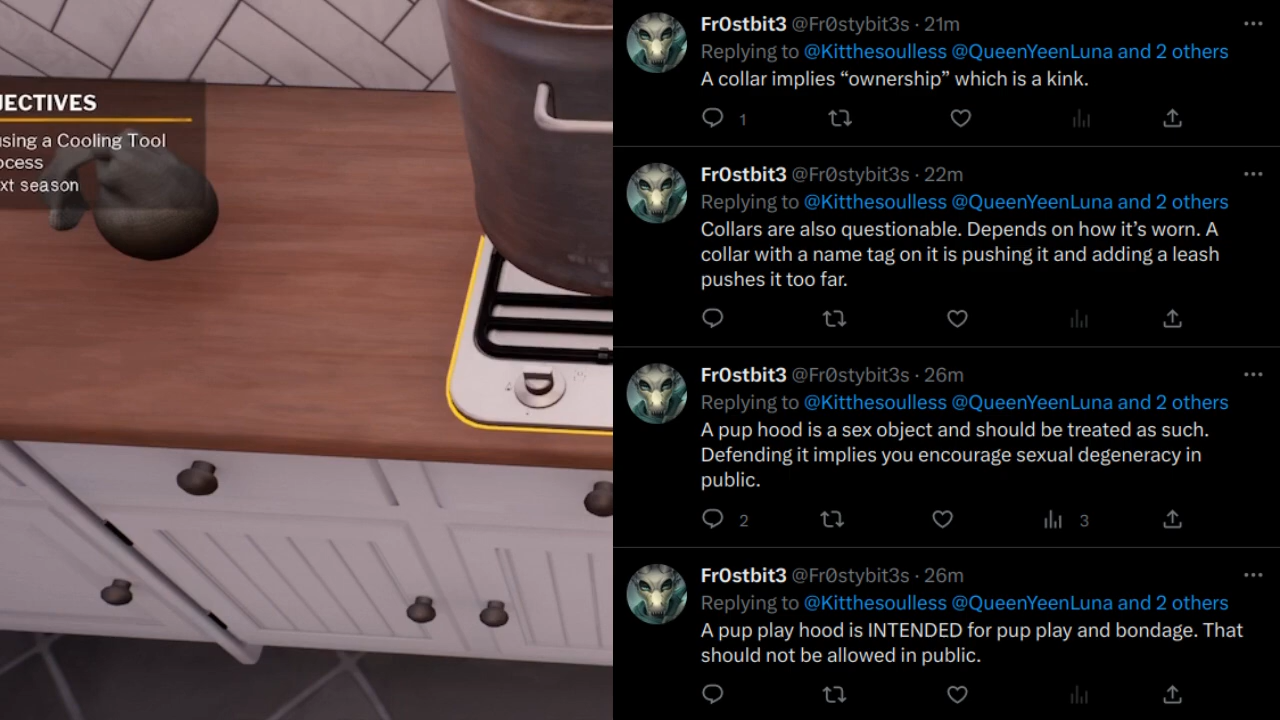 JECTIVES
using a Cooling Tool
ocess
xt season
Fr0stbit3 @Fr0stybit3s · 21m
Replying to @Kitthesoulless @QueenYeenLuna and 2 others
A collar implies “ownership” which is a kink.
1
Fr0stbit3 @Fr0stybit3s · 22m
Replying to @Kitthesoulless @QueenYeenLuna and 2 others
Collars are also questionable. Depends on how it’s worn. A
collar with a name tag on it is pushing it and adding a leash
pushes it too far.
Fr0stbit3 @Fr0stybit3s · 26m
Replying to @Kitthesoulless @QueenYeenLuna and 2 others
A pup hood is a sex object and should be treated as such.
Defending it implies you encourage sexual degeneracy in
public.
2 3
Fr0stbit3 @Fr0stybit3s · 26m
Replying to @Kitthesoulless @QueenYeenLuna and 2 others
A pup play hood is INTENDED for pup play and bondage. That
should not be allowed in public.